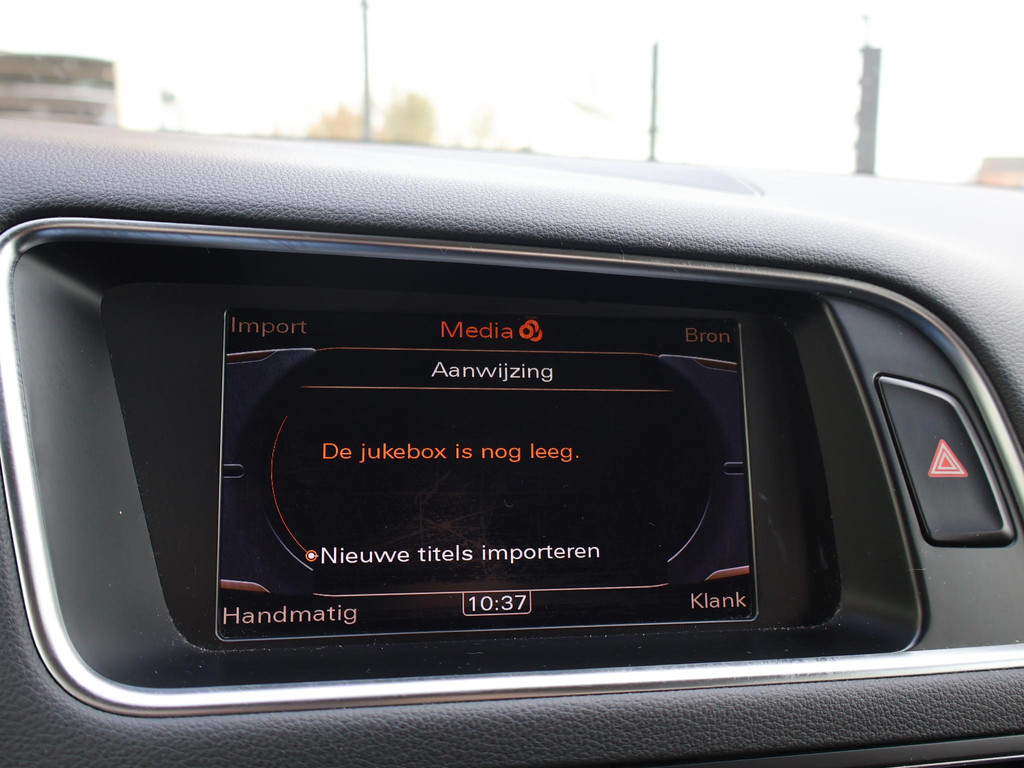 Import
Media
Bron
Aanwijzing
De jukebox is nog leeg.
Nieuwe titels importeren
Handmatig
10:37
Klank